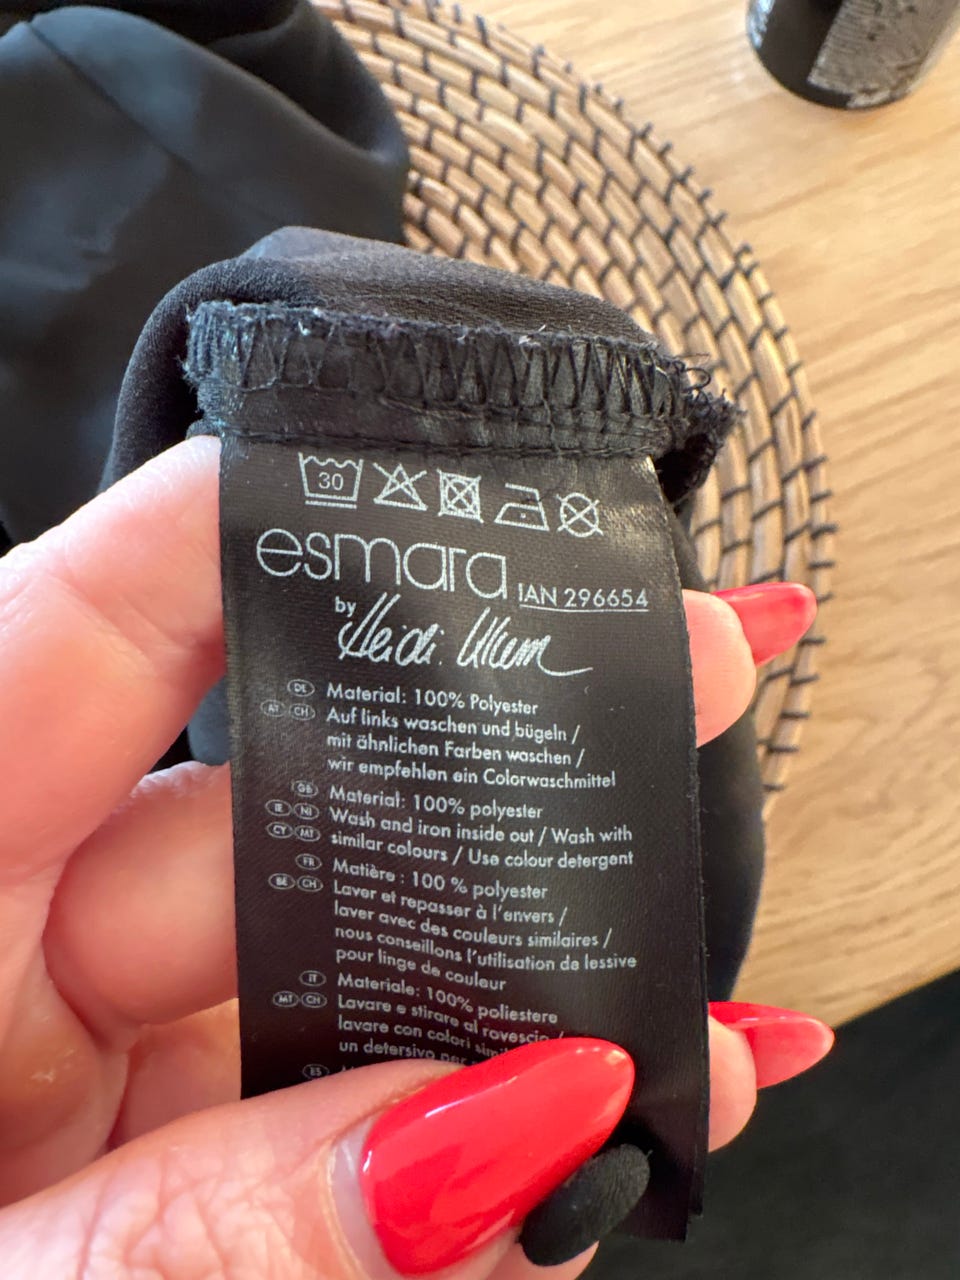 30
esmara IAN 296654
by Heidi Klum
DE Material: 100% Polyester
AT CH Auf links waschen und bügeln /
mit ähnlichen Farben waschen /
wir empfehlen ein Colorwaschmittel
GB Material: 100% polyester
IE NI Wash and iron inside out / Wash with
CY MT similar colours / Use colour detergent
FR Matière : 100 % polyester
BE CH Laver et repasser à l'envers /
laver avec des couleurs similaires /
nous conseillons l'utilisation de lessive
pour linge de couleur
IT Materiale: 100% poliestere
MT CH Lavare e stirare al rovescio /
lavare con colori simil
un detersivo per
ES